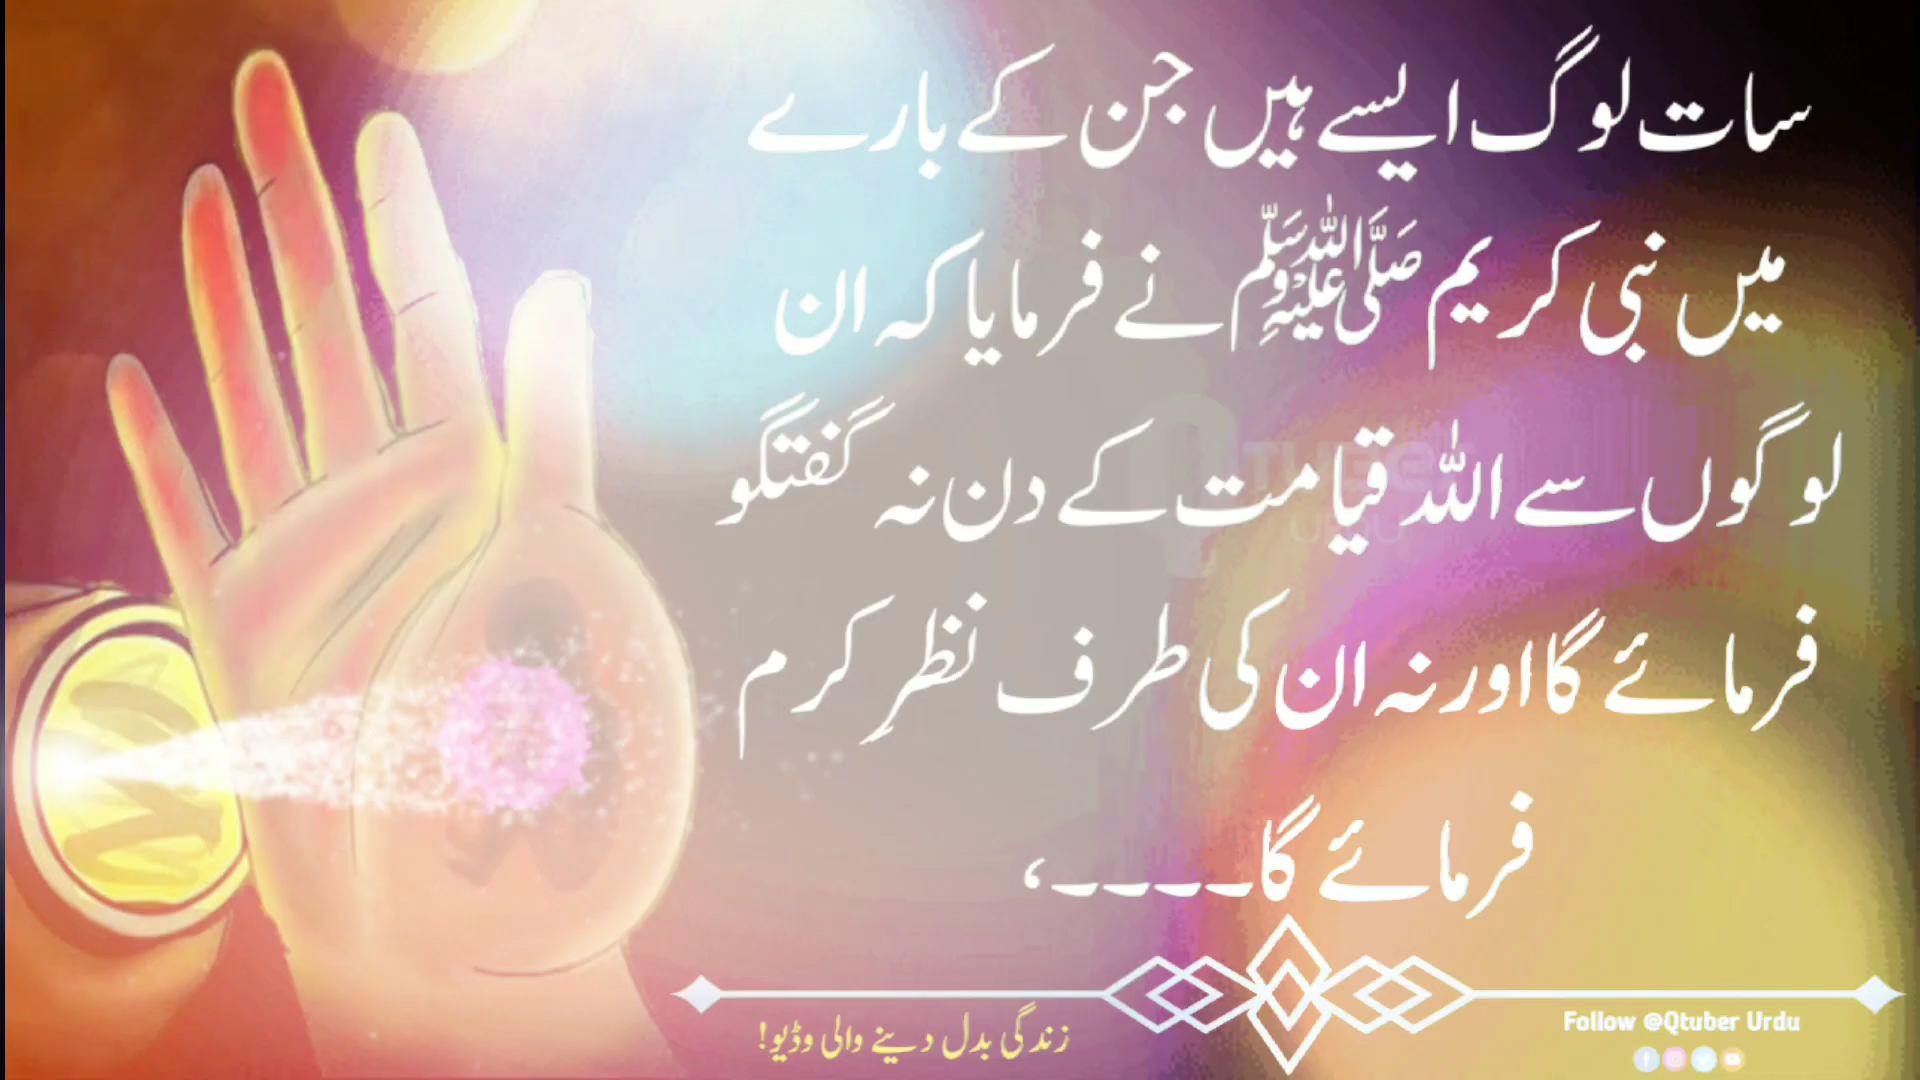 سات لوگ ایسے ہیں جن کے بارے
میں نبی کریم ﷺ نے فرمایا کہ ان
لوگوں سے اللہ قیامت کے دن نہ گفتگو
فرمائے گا اور نہ ان کی طرف نظرِ کرم
فرمائے گا۔۔۔۔،
زندگی بدل دینے والی وڈیو!
Follow @Qtuber Urdu
TUBER
URDU